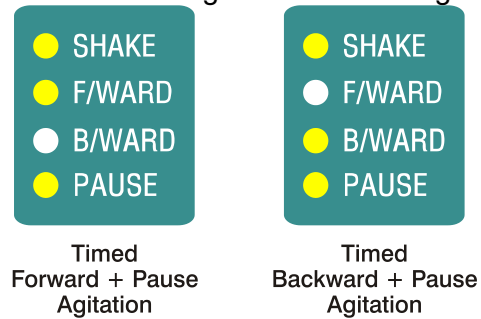 SHAKE
F/WARD
B/WARD
PAUSE
Timed
Forward + Pause
Agitation
SHAKE
F/WARD
B/WARD
PAUSE
Timed
Backward + Pause
Agitation